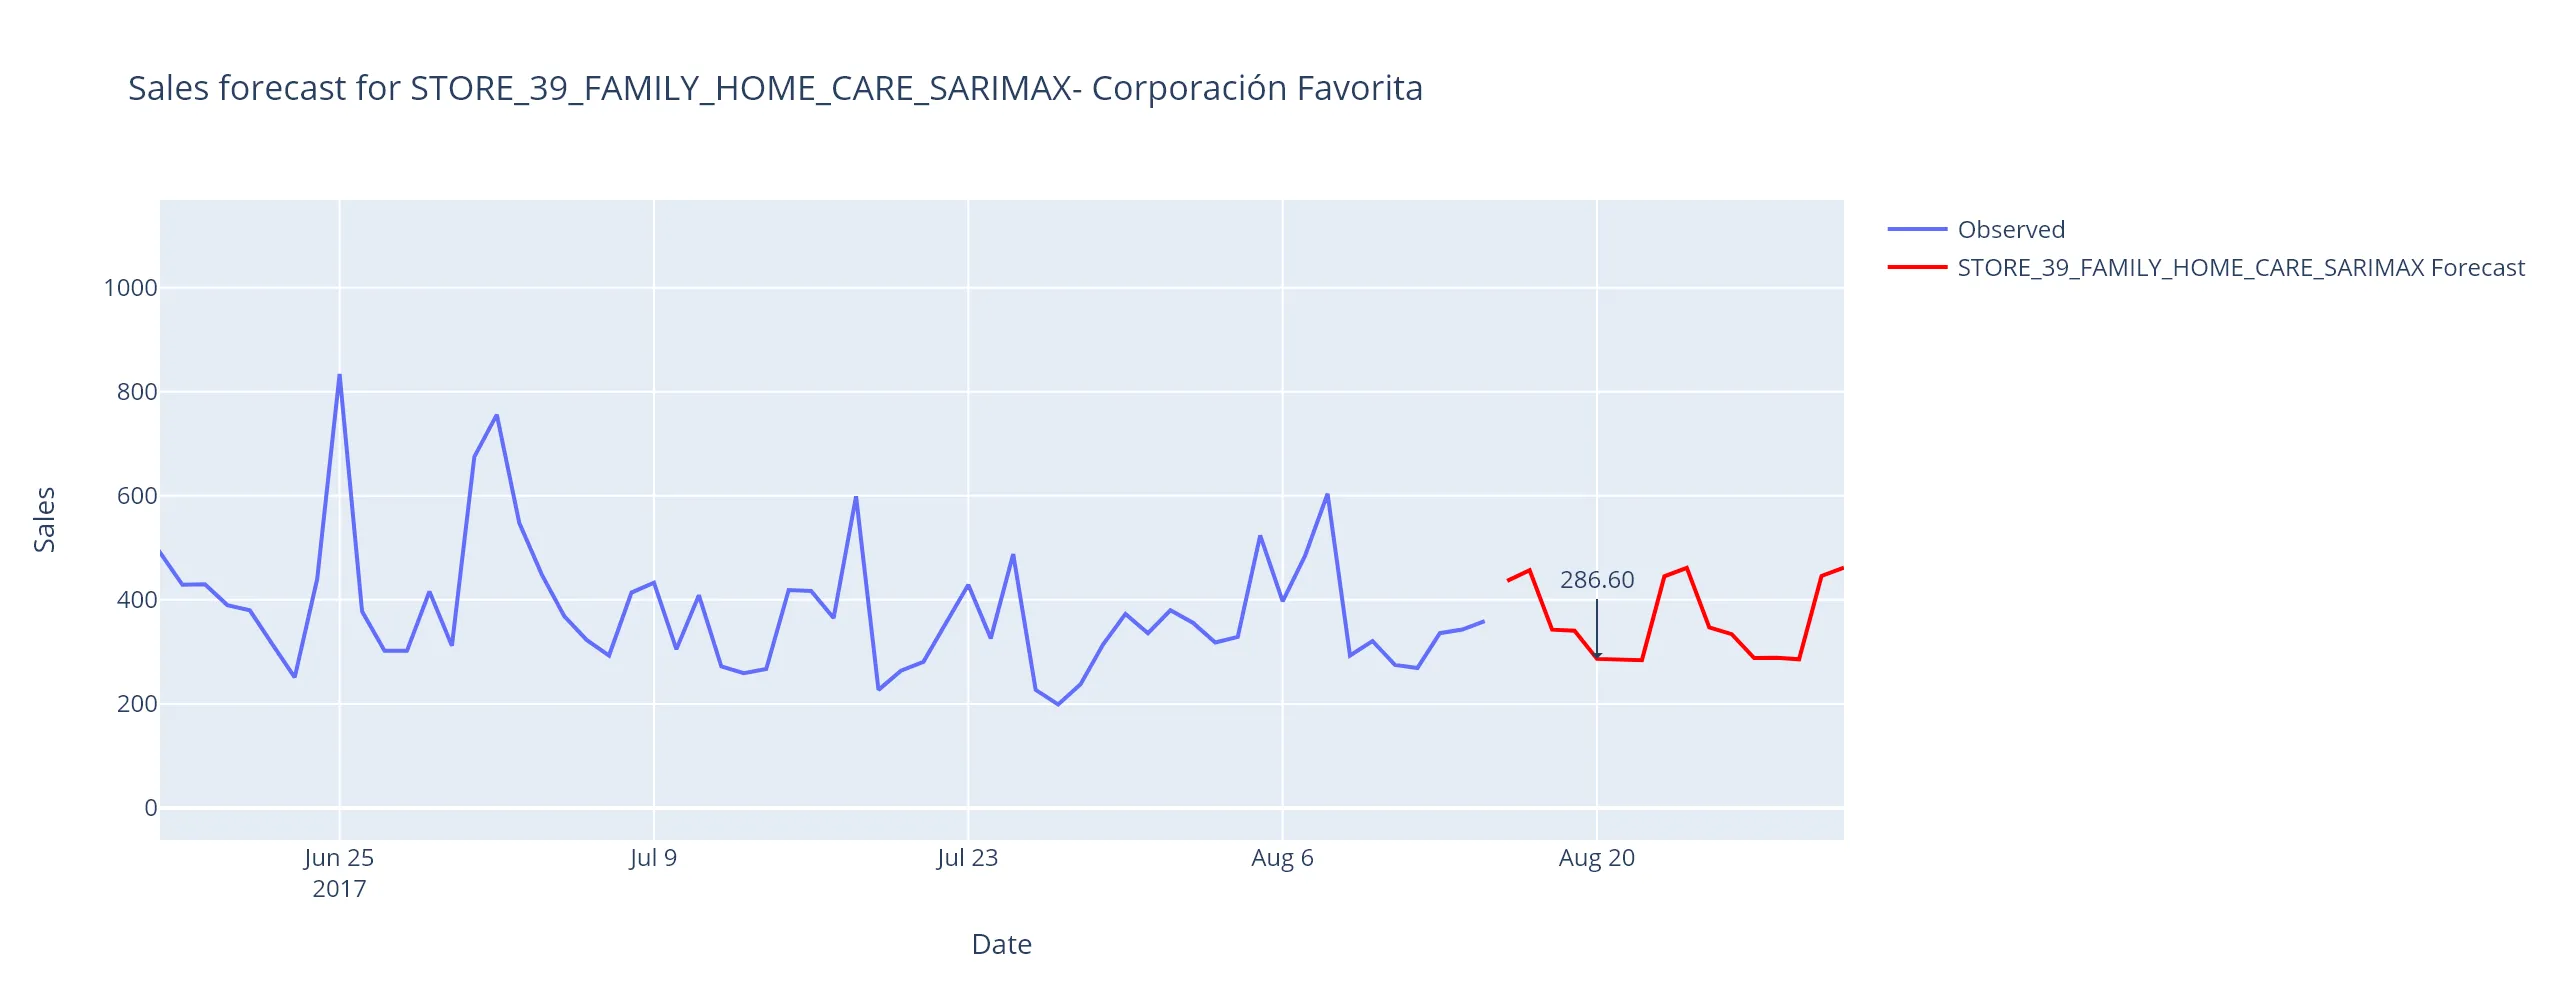 Sales forecast for STORE_39_FAMILY_HOME_CARE_SARIMAX- Corporación Favorita
Observed
STORE_39_FAMILY_HOME_CARE_SARIMAX Forecast
1000
800
600
400
200
0
Sales
286.60
Jun 25
2017
Jul 9
Jul 23
Aug 6
Aug 20
Date